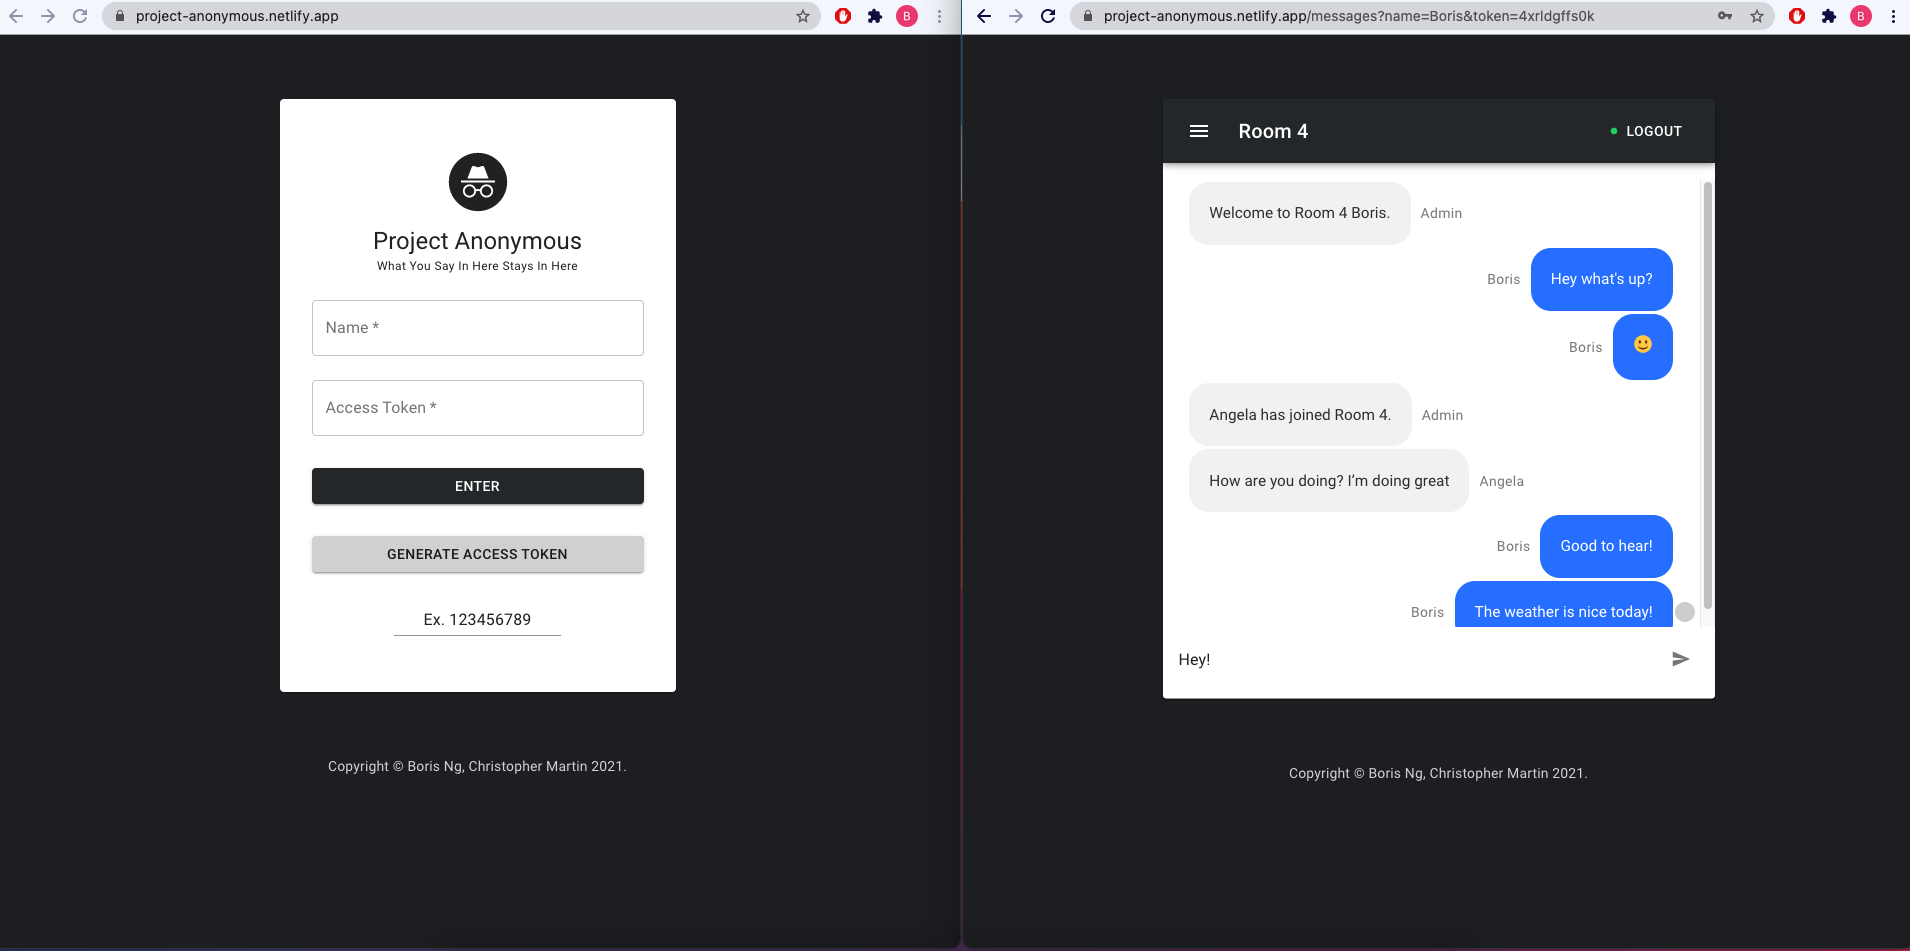 project-anonymous.netlify.app
B
Project Anonymous
What You Say In Here Stays In Here
Name *
Access Token *
ENTER
GENERATE ACCESS TOKEN
Ex. 123456789
Copyright © Boris Ng, Christopher Martin 2021.
project-anonymous.netlify.app/messages?name=Boris&token=4xrldgffs0k
B
Room 4
LOGOUT
Welcome to Room 4 Boris. Admin
Boris Hey what's up?
Boris 🙂
Angela has joined Room 4. Admin
How are you doing? I’m doing great Angela
Boris Good to hear!
Boris The weather is nice today!
Hey!
Copyright © Boris Ng, Christopher Martin 2021.